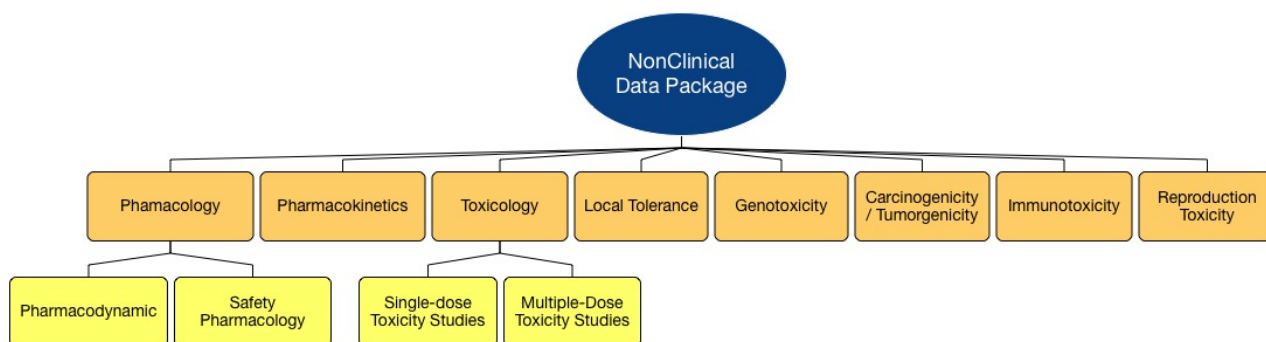 NonClinical
Data Package
Phamacology
Pharmacokinetics
Toxicology
Local Tolerance
Genotoxicity
Carcinogenicity
/ Tumorgenicity
Immunotoxicity
Reproduction
Toxicity
Pharmacodynamic
Safety
Pharmacology
Single-dose
Toxicity Studies
Multiple-Dose
Toxicity Studies